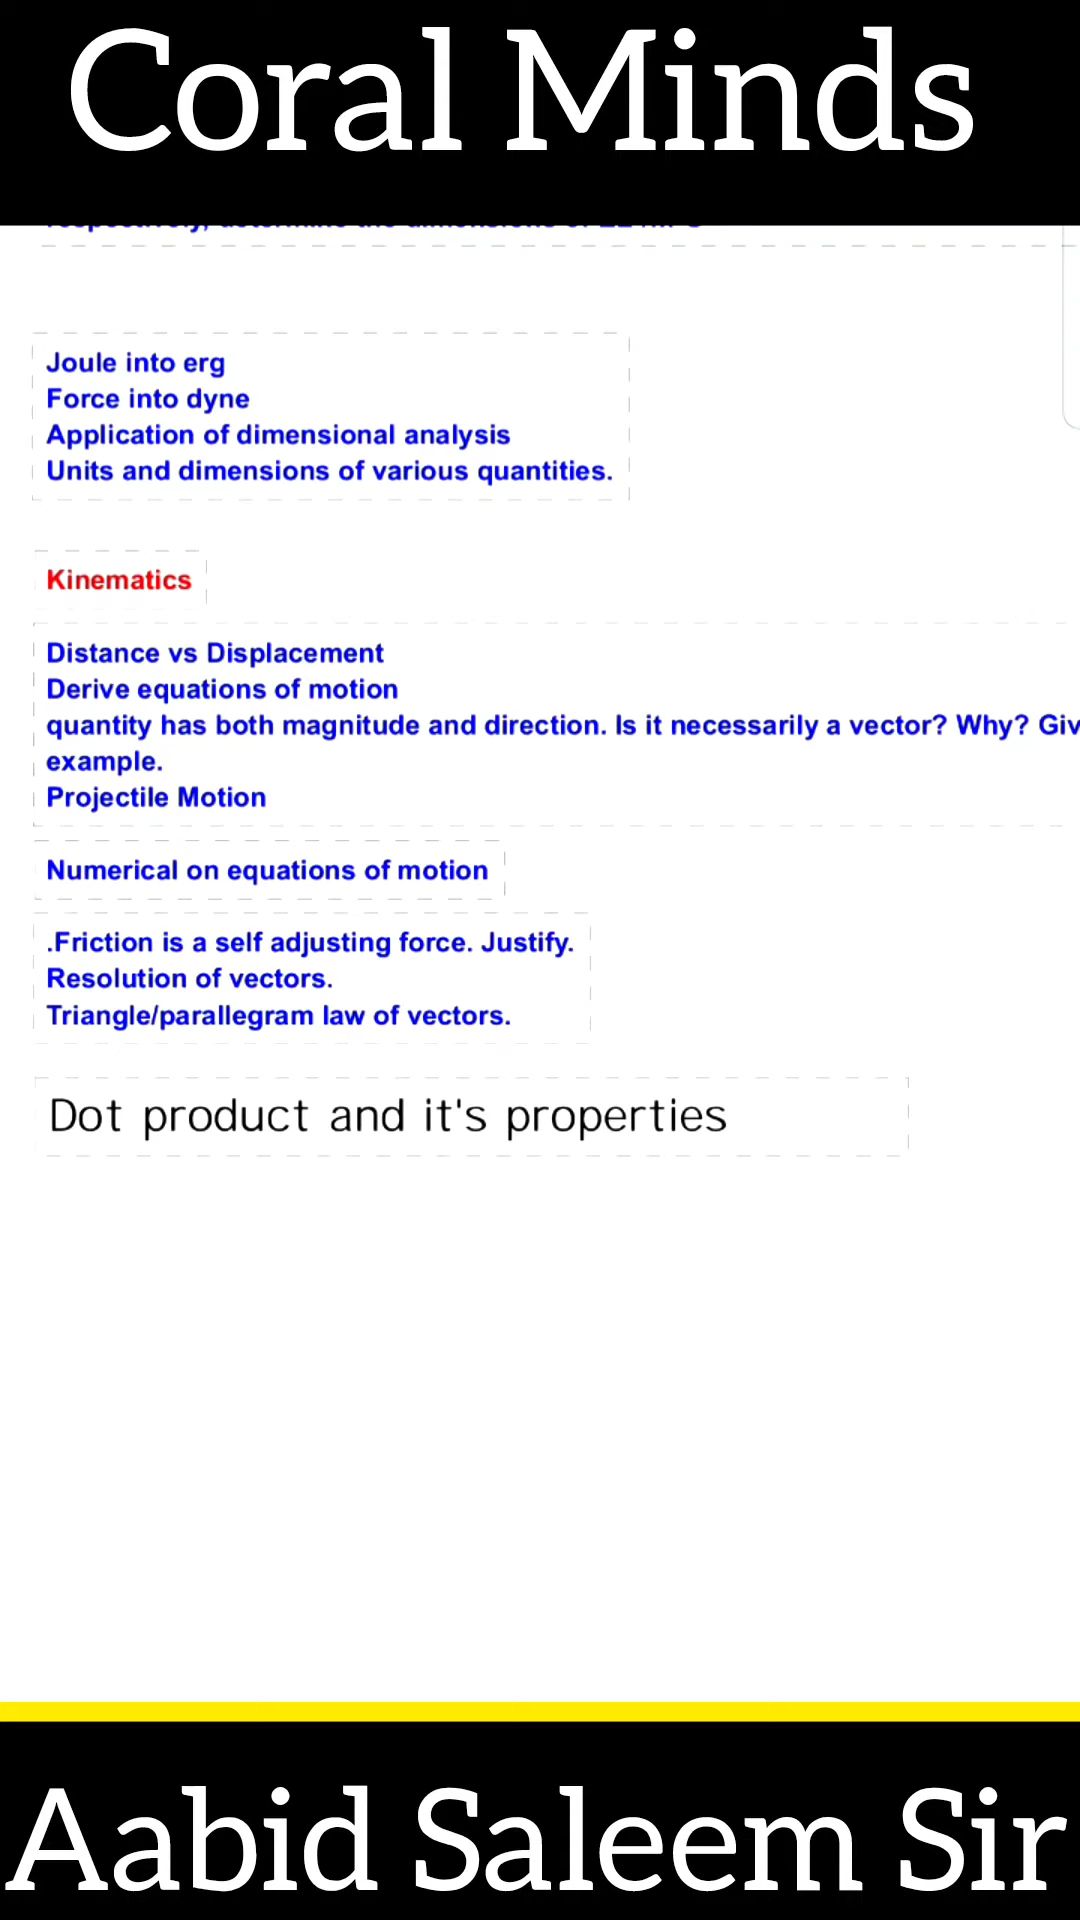 Coral Minds
Joule into erg
Force into dyne
Application of dimensional analysis
Units and dimensions of various quantities.
Kinematics
Distance vs Displacement
Derive equations of motion
quantity has both magnitude and direction. Is it necessarily a vector? Why? Giv
example.
Projectile Motion
Numerical on equations of motion
.Friction is a self adjusting force. Justify.
Resolution of vectors.
Triangle/parallegram law of vectors.
Dot product and it's properties
Aabid Saleem Sir